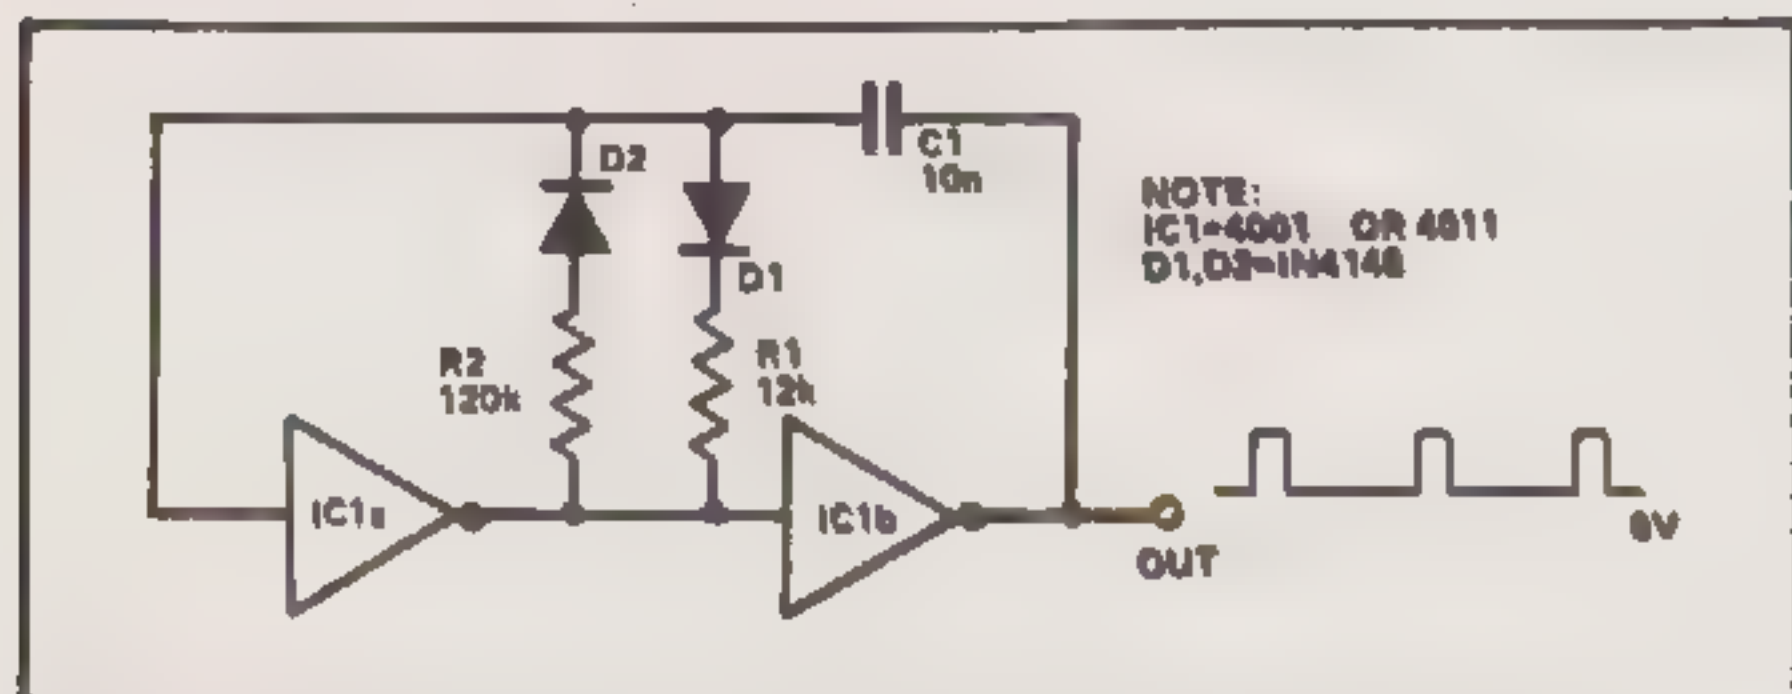 D2
C1
10n
NOTE:
IC1=4001 OR 4011
D1,D2=IN4148
D1
R2
120k
R1
12k
IC1a
IC1b
OUT
0V